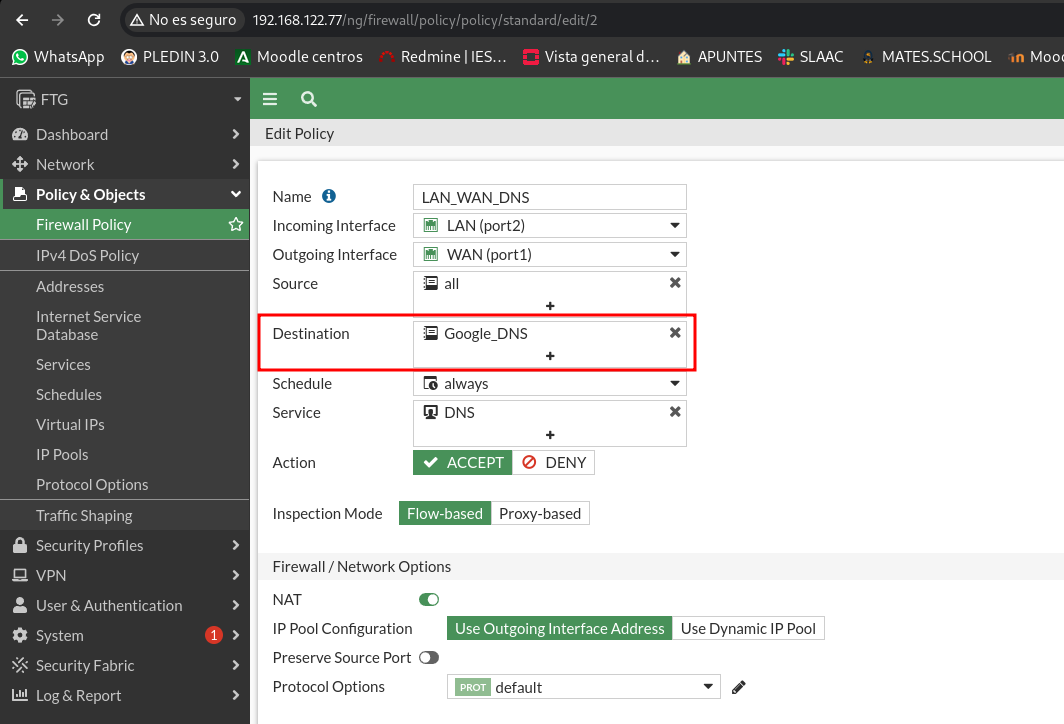 No es seguro 192.168.122.77/ng/firewall/policy/policy/standard/edit/2
WhatsApp PLEDIN 3.0 Moodle centros Redmine | IES... Vista general d... APUNTES SLAAC MATES.SCHOOL Mood
FTG
Dashboard
Network
Policy & Objects
Firewall Policy
IPv4 DoS Policy
Addresses
Internet Service
Database
Services
Schedules
Virtual IPs
IP Pools
Protocol Options
Traffic Shaping
Security Profiles
VPN
User & Authentication
System 1
Security Fabric
Log & Report
Edit Policy
Name LAN_WAN_DNS
Incoming Interface LAN (port2)
Outgoing Interface WAN (port1)
Source all
+
Destination Google_DNS
+
Schedule always
Service DNS
+
Action ACCEPT DENY
Inspection Mode Flow-based Proxy-based
Firewall / Network Options
NAT
IP Pool Configuration Use Outgoing Interface Address Use Dynamic IP Pool
Preserve Source Port
Protocol Options PROT default